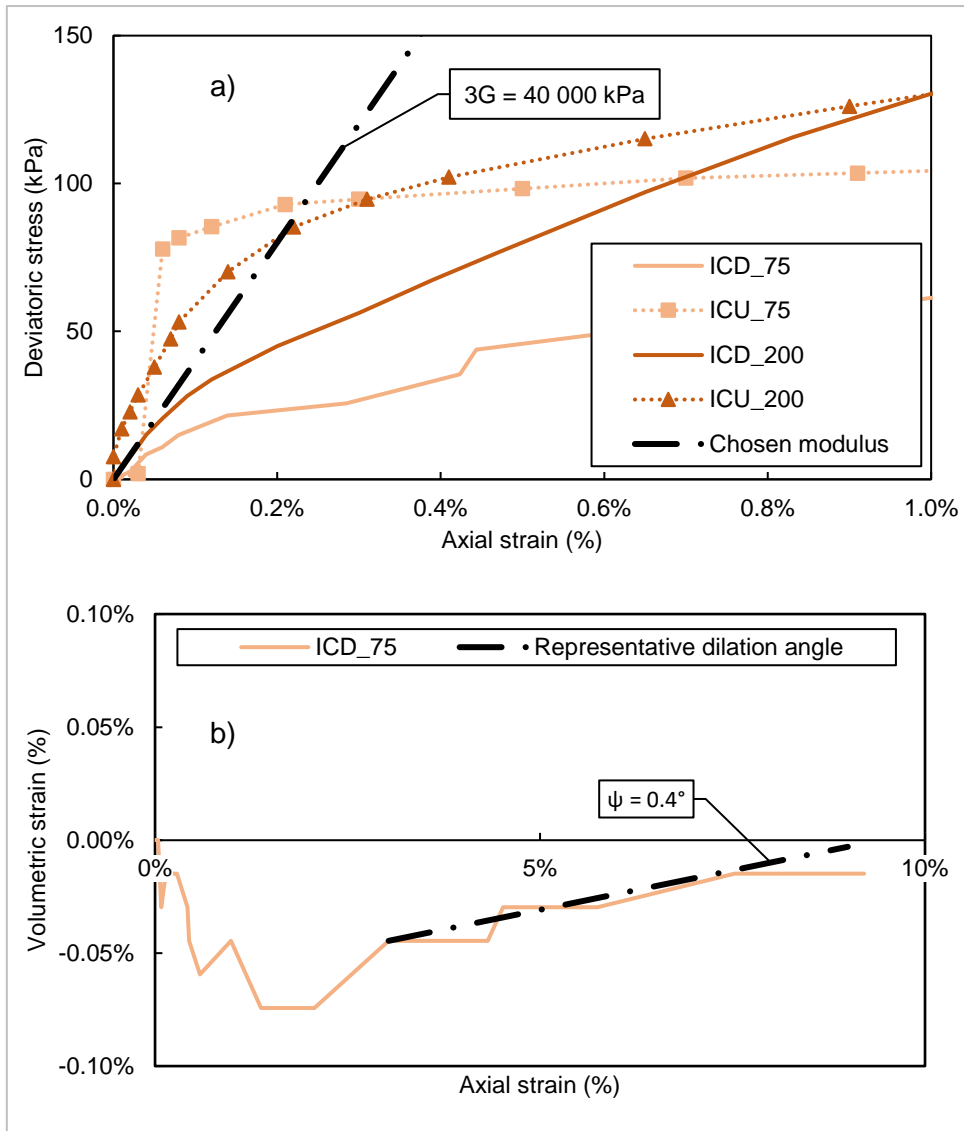 150
a)
3G = 40 000 kPa
100
50
0
Deviatoric stress (kPa)
ICD_75
ICU_75
ICD_200
ICU_200
Chosen modulus
0.0%
0.2%
0.4%
0.6%
0.8%
1.0%
Axial strain (%)
0.10%
ICD_75
Representative dilation angle
0.05%
b)
ψ = 0.4°
0.00%
0%
5%
10%
-0.05%
-0.10%
Volumetric strain (%)
Axial strain (%)